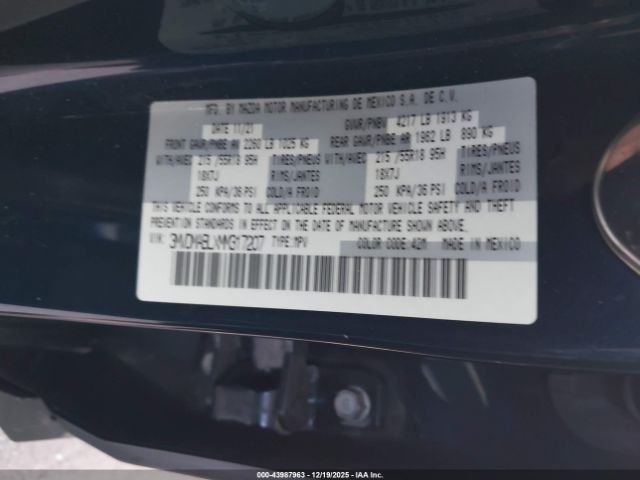 MFD. BY MAZDA MOTOR MANUFACTURING DE MEXICO S.A. DE C.V.
DATE 11/21 GVWR/PNBV 4217 LB 1913 KG
FRONT GAWR/PNBE AV 2260 LB 1025 KG REAR GAWR/PNBE AR 1962 LB 890 KG
WITH/AVEC 215 /55R18 95H TIRES/PNEUS WITH/AVEC 215 /55R18 95H TIRES/PNEUS
18X7J RIMS/JANTES 18X7J RIMS/JANTES
250 KPA/36 PSI COLD/A FROID 250 KPA/36 PSI COLD/A FROID
THIS VEHICLE CONFORMS TO ALL APPLICABLE FEDERAL MOTOR VEHICLE SAFETY AND THEFT
PREVENTION STANDARDS IN EFFECT ON THE DATE OF MANUFACTURE SHOWN ABOVE.
VIN: TYPE: MPV COLOR CODE: 42M MADE IN MEXICO
500-43987963 - 12/19/2025 - COPYRIGHT © 2025 IAA, Inc